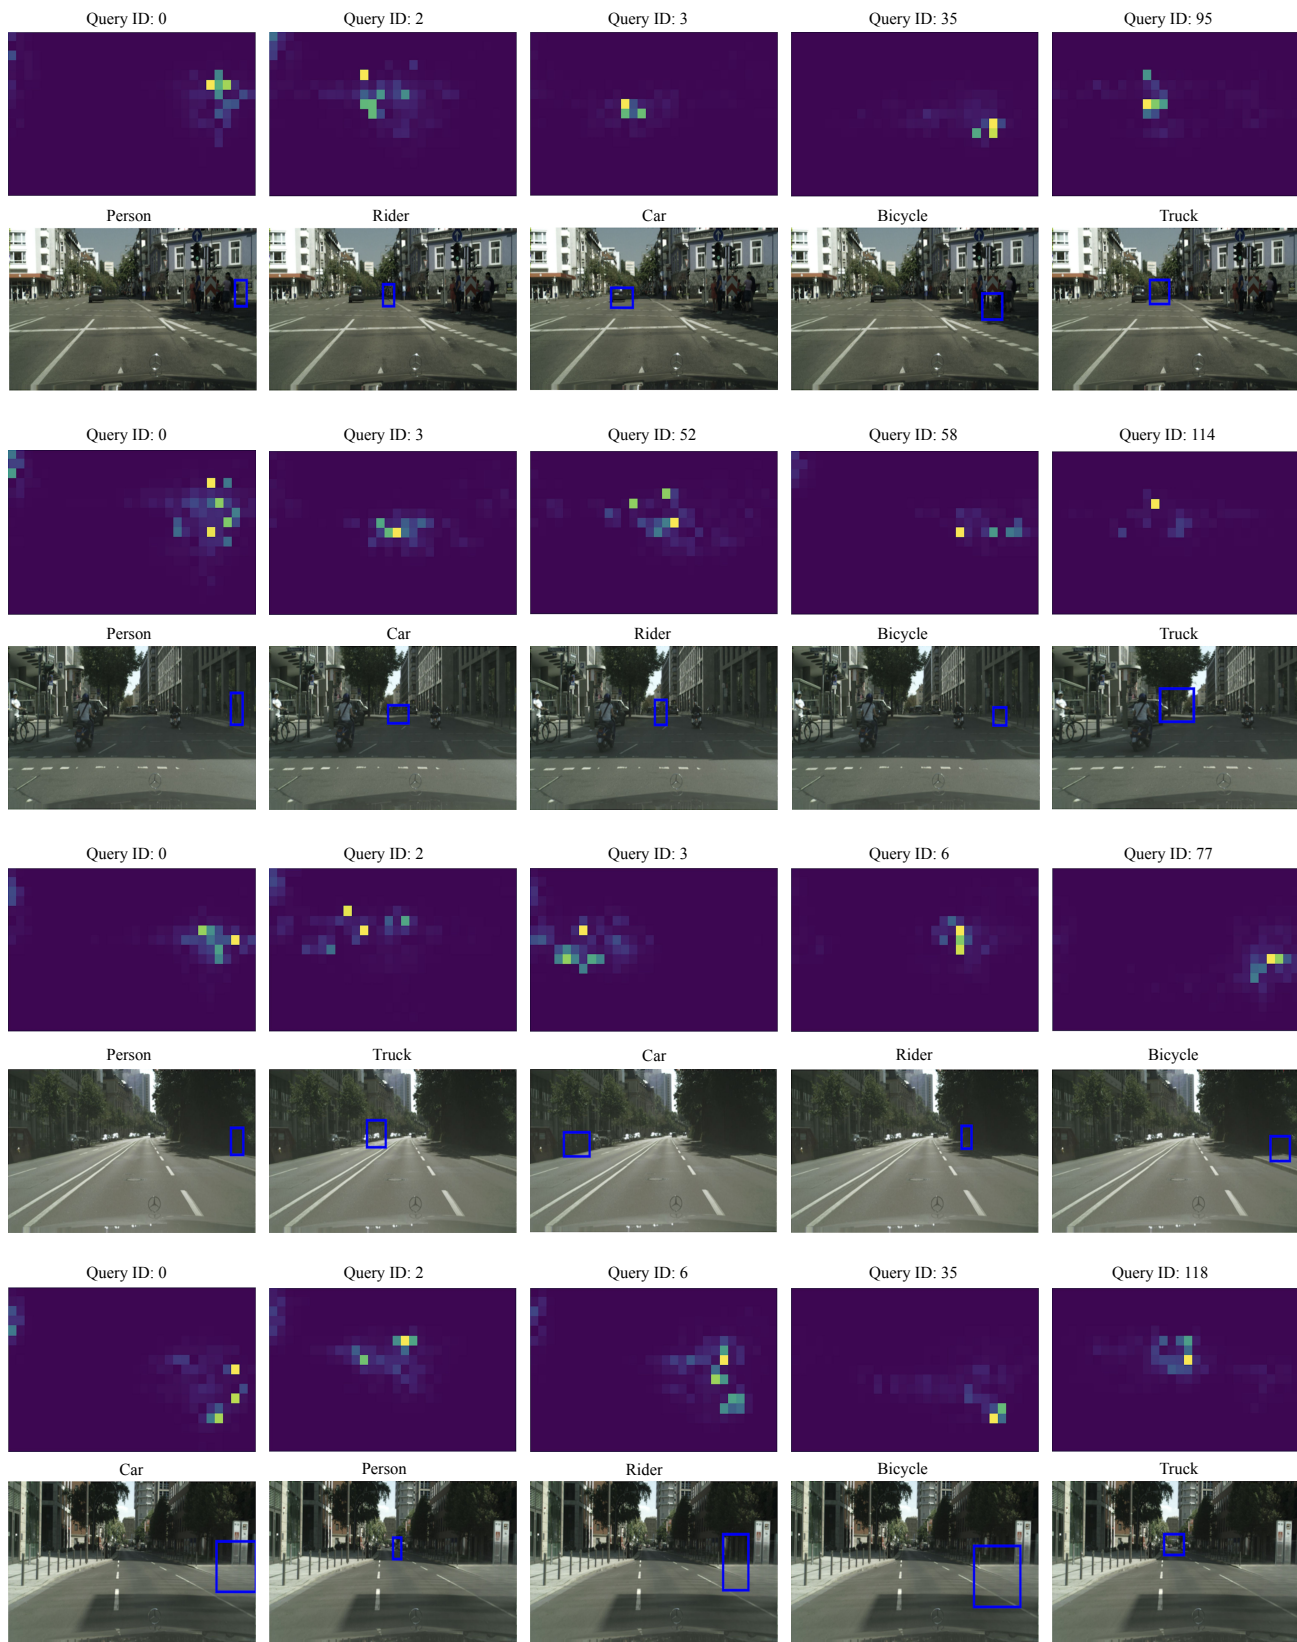 Query ID: 0 Query ID: 2 Query ID: 3 Query ID: 35 Query ID: 95
Person Rider Car Bicycle Truck
Query ID: 0 Query ID: 3 Query ID: 52 Query ID: 58 Query ID: 114
Person Car Rider Bicycle Truck
Query ID: 0 Query ID: 2 Query ID: 3 Query ID: 6 Query ID: 77
Person Truck Car Rider Bicycle
Query ID: 0 Query ID: 2 Query ID: 6 Query ID: 35 Query ID: 118
Car Person Rider Bicycle Truck